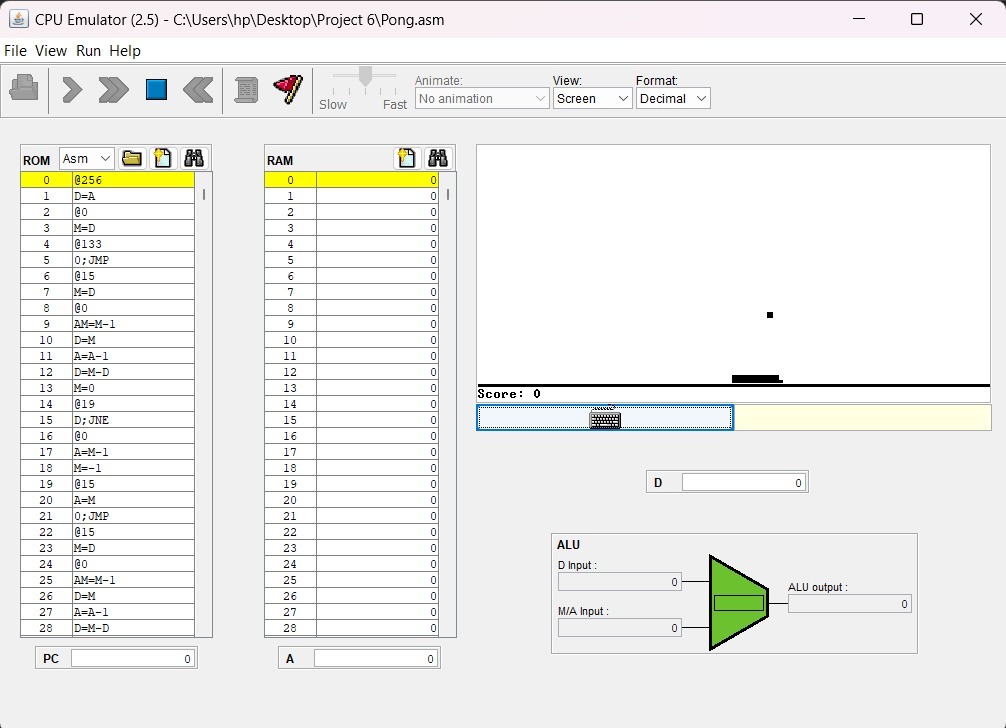 CPU Emulator (2.5) - C:\Users\hp\Desktop\Project 6\Pong.asm
File View Run Help
Slow Fast
Animate:
No animation
View:
Screen
Format:
Decimal
ROM Asm
0 @256
1 D=A
2 @0
3 M=D
4 @133
5 0;JMP
6 @15
7 M=D
8 @0
9 AM=M-1
10 D=M
11 A=A-1
12 D=M-D
13 M=0
14 @19
15 D;JNE
16 @0
17 A=M-1
18 M=-1
19 @15
20 A=M
21 0;JMP
22 @15
23 M=D
24 @0
25 AM=M-1
26 D=M
27 A=A-1
28 D=M-D
PC 0
RAM
0 0
1 0
2 0
3 0
4 0
5 0
6 0
7 0
8 0
9 0
10 0
11 0
12 0
13 0
14 0
15 0
16 0
17 0
18 0
19 0
20 0
21 0
22 0
23 0
24 0
25 0
26 0
27 0
28 0
A 0
Score: 0
D 0
ALU
D Input :
0
M/A Input :
0
ALU output :
0